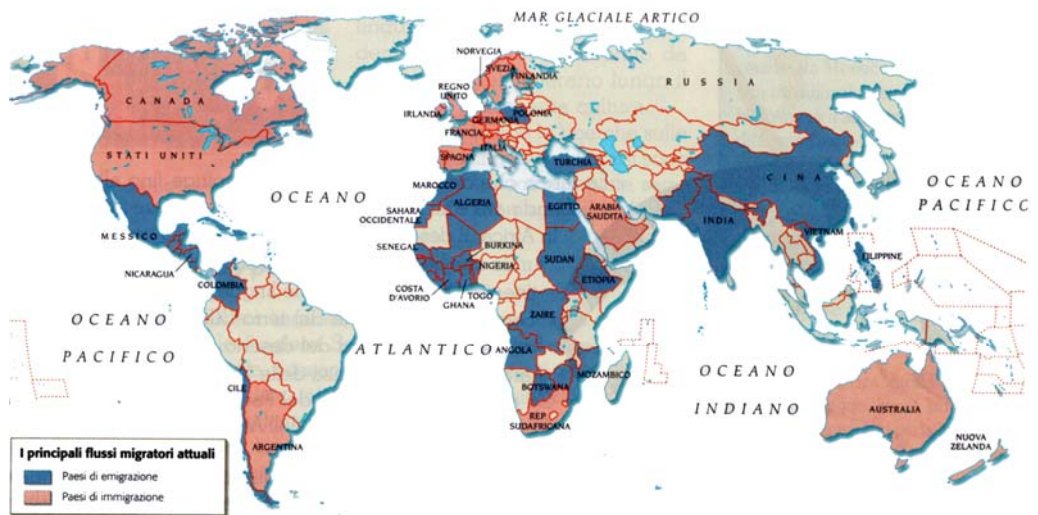 MAR GLACIALE ARTICO
NORVEGIA
SVEZIA
FINLANDIA
RUSSIA
REGNO
UNITO
IRLANDA
POLONIA
GERMANIA
FRANCIA
ITALIA
SPAGNA
TURCHIA
CANADA
STATI UNITI
OCEANO
MAROCCO
ALGERIA
EGITTO
ARABIA
SAUDITA
CINA
INDIA
OCEANO
PACIFICO
SAHARA
OCCIDENTALE
MESSICO
NICARAGUA
COLOMBIA
SENEGAL
BURKINA
NIGERIA
SUDAN
ETIOPIA
VIETNAM
FILIPPINE
COSTA
D'AVORIO
TOGO
GHANA
ZAIRE
OCEANO
PACIFICO
ATLANTICO
ANGOLA
BOTSWANA
MOZAMBICO
OCEANO
INDIANO
CILE
ARGENTINA
REP.
SUDAFRICANA
AUSTRALIA
NUOVA
ZELANDA
I principali flussi migratori attuali
Paesi di emigrazione
Paesi di immigrazione